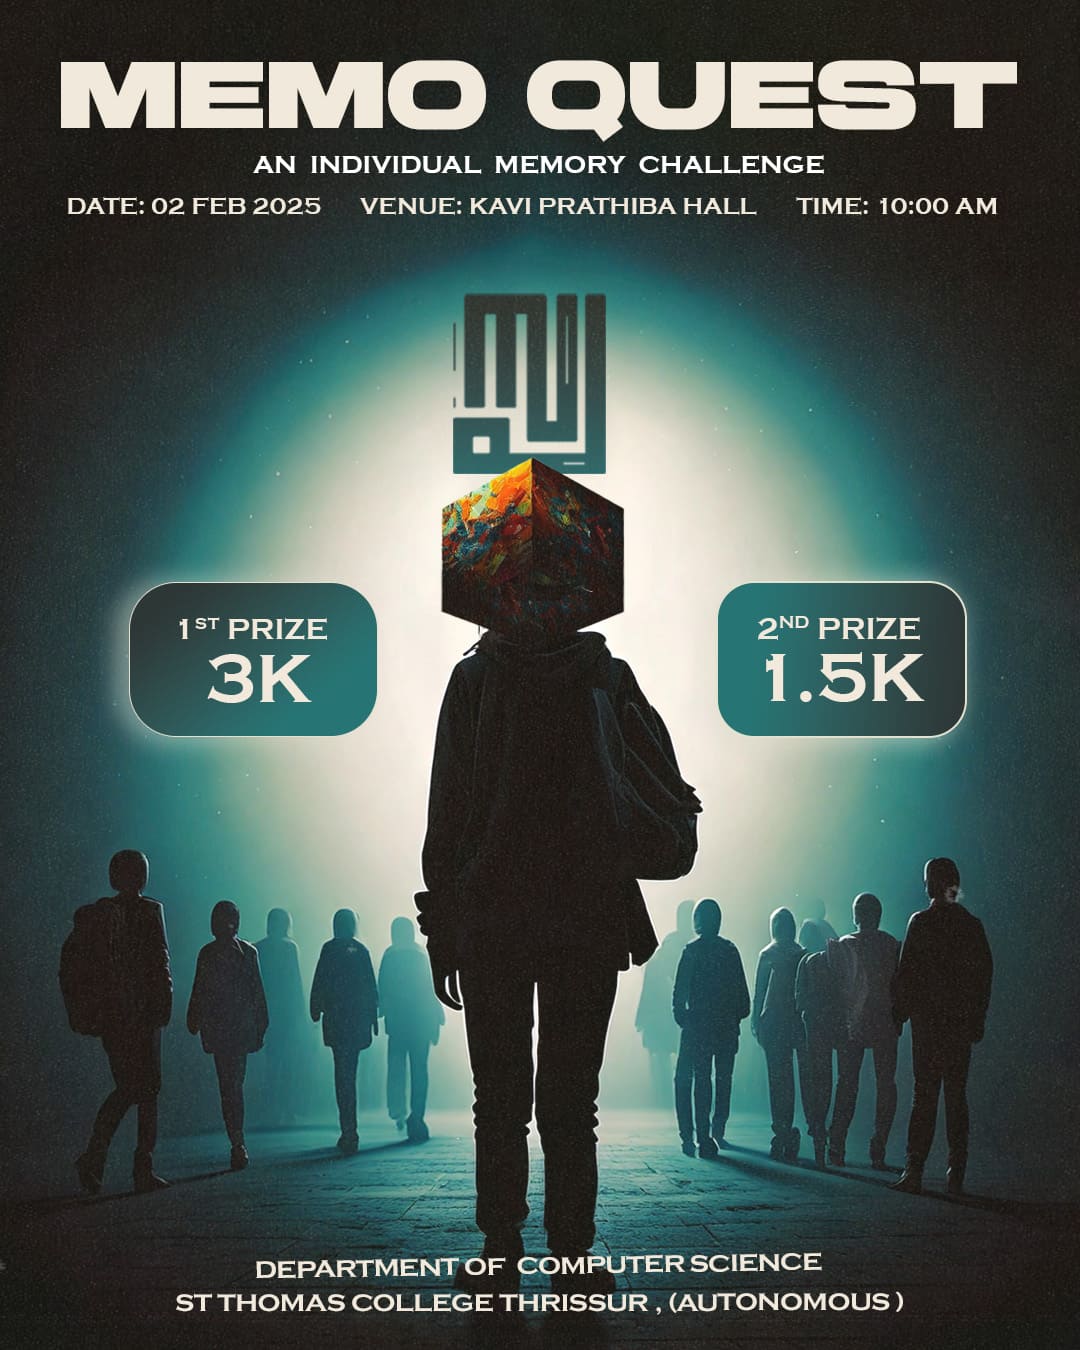 MEMO QUEST
AN INDIVIDUAL MEMORY CHALLENGE
DATE: 02 FEB 2025 VENUE: KAVI PRATHIBA HALL TIME: 10:00 AM
1ST PRIZE
3K
2ND PRIZE
1.5K
DEPARTMENT OF COMPUTER SCIENCE
ST THOMAS COLLEGE THRISSUR , (AUTONOMOUS )